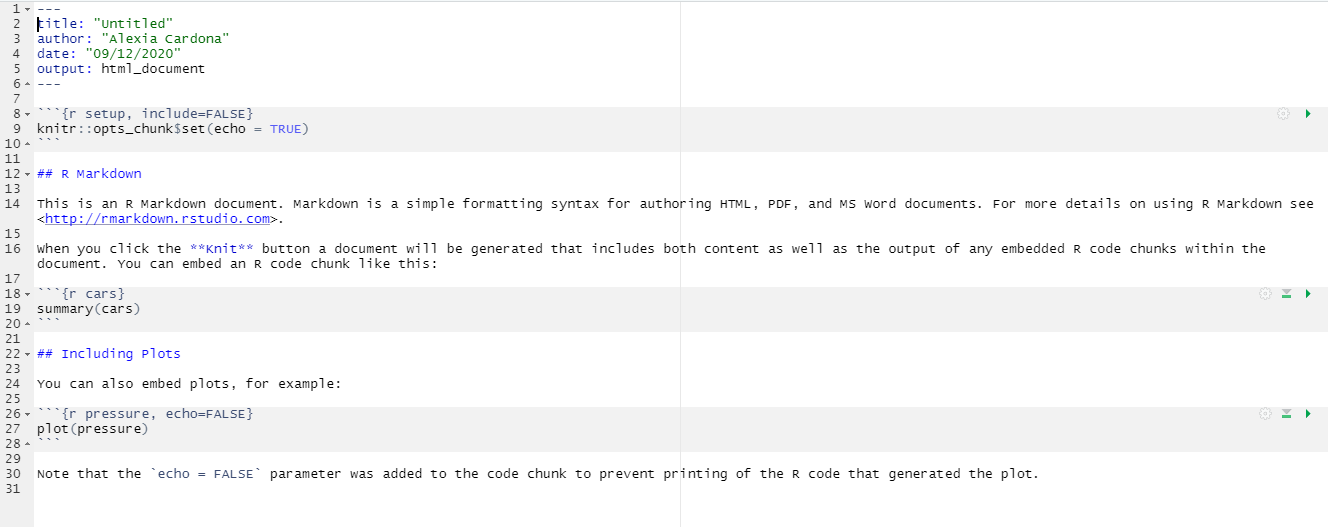 1 ---
2 title: "Untitled"
3 author: "Alexia Cardona"
4 date: "09/12/2020"
5 output: html_document
6 ---
7
8 ```{r setup, include=FALSE}
9 knitr::opts_chunk$set(echo = TRUE)
10 ```
11
12 ## R Markdown
13
14 This is an R Markdown document. Markdown is a simple formatting syntax for authoring HTML, PDF, and MS Word documents. For more details on using R Markdown see
<http://rmarkdown.rstudio.com>.
15
16 When you click the **Knit** button a document will be generated that includes both content as well as the output of any embedded R code chunks within the
document. You can embed an R code chunk like this:
17
18 ```{r cars}
19 summary(cars)
20 ```
21
22 ## Including Plots
23
24 You can also embed plots, for example:
25
26 ```{r pressure, echo=FALSE}
27 plot(pressure)
28 ```
29
30 Note that the `echo = FALSE` parameter was added to the code chunk to prevent printing of the R code that generated the plot.
31